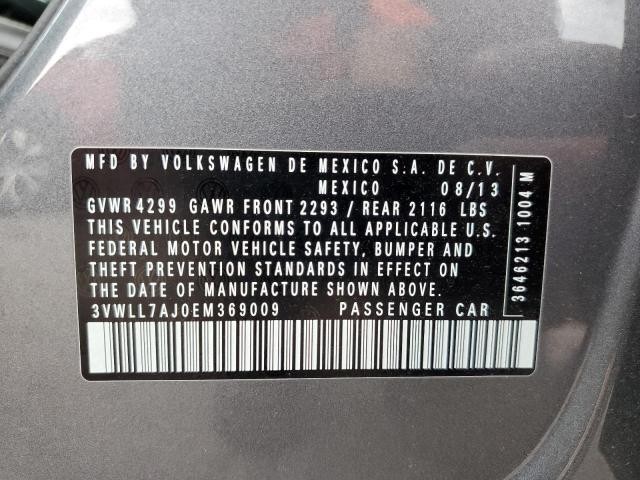 MFD BY VOLKSWAGEN DE MEXICO S.A. DE C.V.
MEXICO 08/13
GVWR 4299 GAWR FRONT 2293 / REAR 2116 LBS
THIS VEHICLE CONFORMS TO ALL APPLICABLE U.S.
FEDERAL MOTOR VEHICLE SAFETY, BUMPER AND
THEFT PREVENTION STANDARDS IN EFFECT ON
THE DATE OF MANUFACTURE SHOWN ABOVE.
3VWLL7AJ0EM369009 PASSENGER CAR
3646213 1004 M